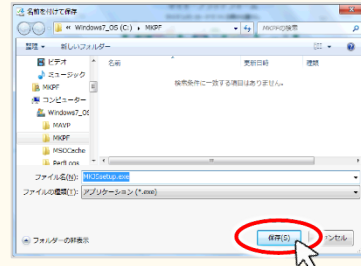 名前を付けて保存
« Windows7_OS (C:) ▸ MKPF
MKPFの検索
整理 新しいフォルダー
ビデオ
ミュージック
MKPF
コンピューター
Windows7_OS
MAVP
MKPF
MSOCache
PerfLogs
名前 更新日時 種類
検索条件に一致する項目はありません。
ファイル名(N): MKJSsetup.exe
ファイルの種類(T): アプリケーション (*.exe)
フォルダーの非表示
保存(S)
ンセル